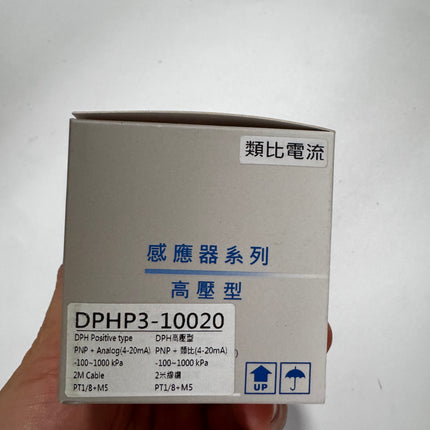 類比電流
感應器系列
高壓型
DPHP3-10020
DPH Positive type DPH高壓型
PNP + Analog(4-20mA) PNP + 類比(4-20mA)
-100~1000 kPa -100~1000 kPa
2M Cable 2米線纜
PT1/8+M5 PT1/8+M5
UP